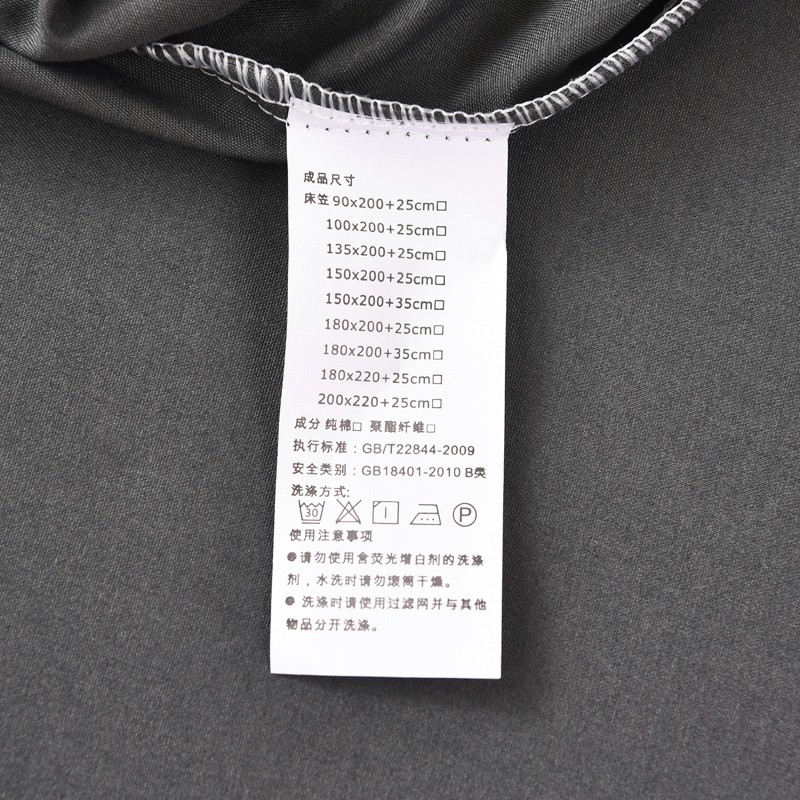 成品尺寸
床笠 90x200+25cm□
100x200+25cm□
135x200+25cm□
150x200+25cm□
150x200+35cm□
180x200+25cm□
180x200+35cm□
180x220+25cm□
200x220+25cm□
成分 纯棉□ 聚酯纤维□
执行标准：GB/T22844-2009
安全类别：GB18401-2010 B类
洗涤方式:
30 P
使用注意事项
●请勿使用含荧光增白剂的洗涤
剂，水洗时请勿滚筒干燥。
● 洗涤时请使用过滤网并与其他
物品分开洗涤。